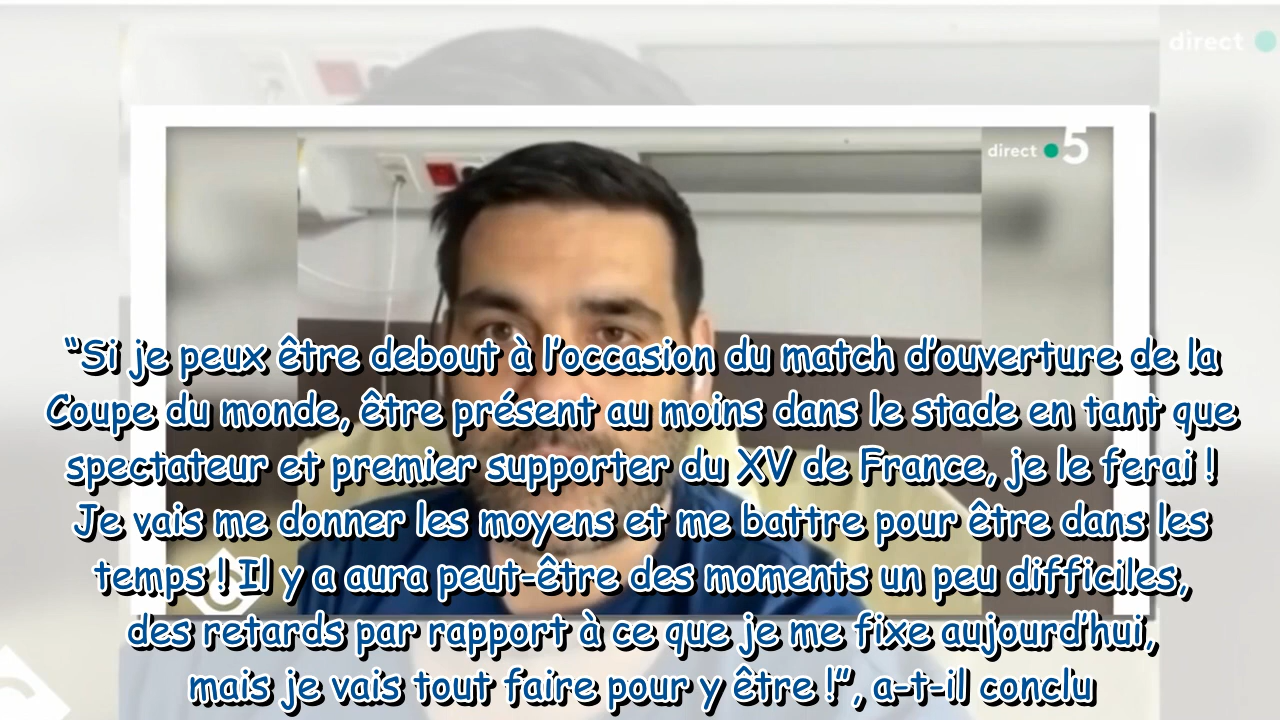 direct
direct 5
“Si je peux être debout à l’occasion du match d’ouverture de la
Coupe du monde, être présent au moins dans le stade en tant que
spectateur et premier supporter du XV de France, je le ferai !
Je vais me donner les moyens et me battre pour être dans les
temps ! Il y a aura peut-être des moments un peu difficiles,
des retards par rapport à ce que je me fixe aujourd’hui,
mais je vais tout faire pour y être !”, a-t-il conclu